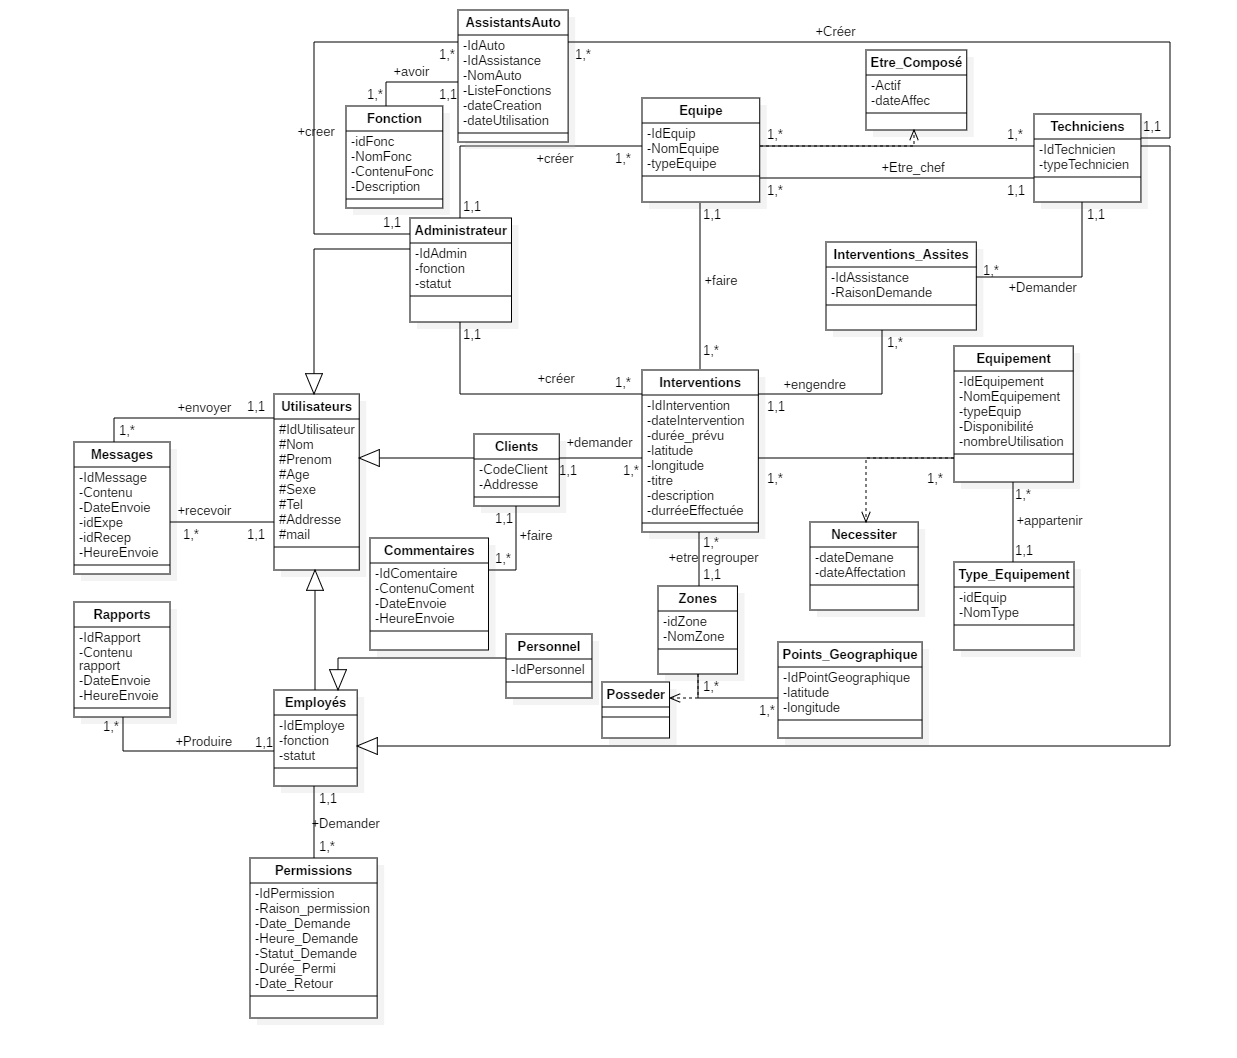 AssistantsAuto
-IdAuto
-IdAssistance
-NomAuto
-ListeFonctions
-dateCreation
-dateUtilisation
1,*
1,*
+Créer
+avoir
1,*
1,1
+creer
Fonction
-idFonc
-NomFonc
-ContenuFonc
-Description
Etre_Composé
-Actif
-dateAffec
Equipe
-IdEquip
-NomEquipe
-typeEquipe
1,*
1,*
Techniciens
-IdTechnicien
-typeTechnicien
1,1
+créer
1,*
+Etre_chef
1,*
1,1
1,1
1,1
1,1
1,1
Administrateur
-IdAdmin
-fonction
-statut
1,1
+faire
1,*
Interventions_Assites
-IdAssistance
-RaisonDemande
1,*
+Demander
1,*
+créer
1,*
+engendre
1,1
Interventions
-IdIntervention
-dateIntervention
-durée_prévu
-latitude
-longitude
-titre
-description
-durréeEffectuée
Equipement
-IdEquipement
-NomEquipement
-typeEquip
-Disponibilité
-nombreUtilisation
1,*
1,*
1,*
+appartenir
1,1
Utilisateurs
#IdUtilisateur
#Nom
#Prenom
#Age
#Sexe
#Tel
#Addresse
#mail
+envoyer
1,1
1,*
Messages
-IdMessage
-Contenu
-DateEnvoie
-idExpe
-idRecep
-HeureEnvoie
+recevoir
1,*
1,1
Clients
-CodeClient
-Addresse
+demander
1,1
1,*
1,1
+faire
1,*
Commentaires
-IdComentaire
-ContenuComent
-DateEnvoie
-HeureEnvoie
Necessiter
-dateDemane
-dateAffectation
Type_Equipement
-idEquip
-NomType
1,*
+etre regrouper
1,1
Zones
-idZone
-NomZone
1,*
Rapports
-IdRapport
-Contenu
rapport
-DateEnvoie
-HeureEnvoie
1,*
+Produire
1,1
Personnel
-IdPersonnel
Posseder
Points_Geographique
-IdPointGeographique
-latitude
-longitude
1,*
Employés
-IdEmploye
-fonction
-statut
1,1
+Demander
1,*
Permissions
-IdPermission
-Raison_permission
-Date_Demande
-Heure_Demande
-Statut_Demande
-Durée_Permi
-Date_Retour